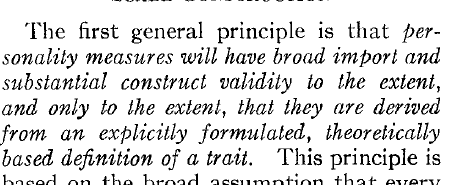 The first general principle is that per-
sonality measures will have broad import and
substantial construct validity to the extent,
and only to the extent, that they are derived
from an explicitly formulated, theoretically
based definition of a trait. This principle is
based on the broad assumption that every